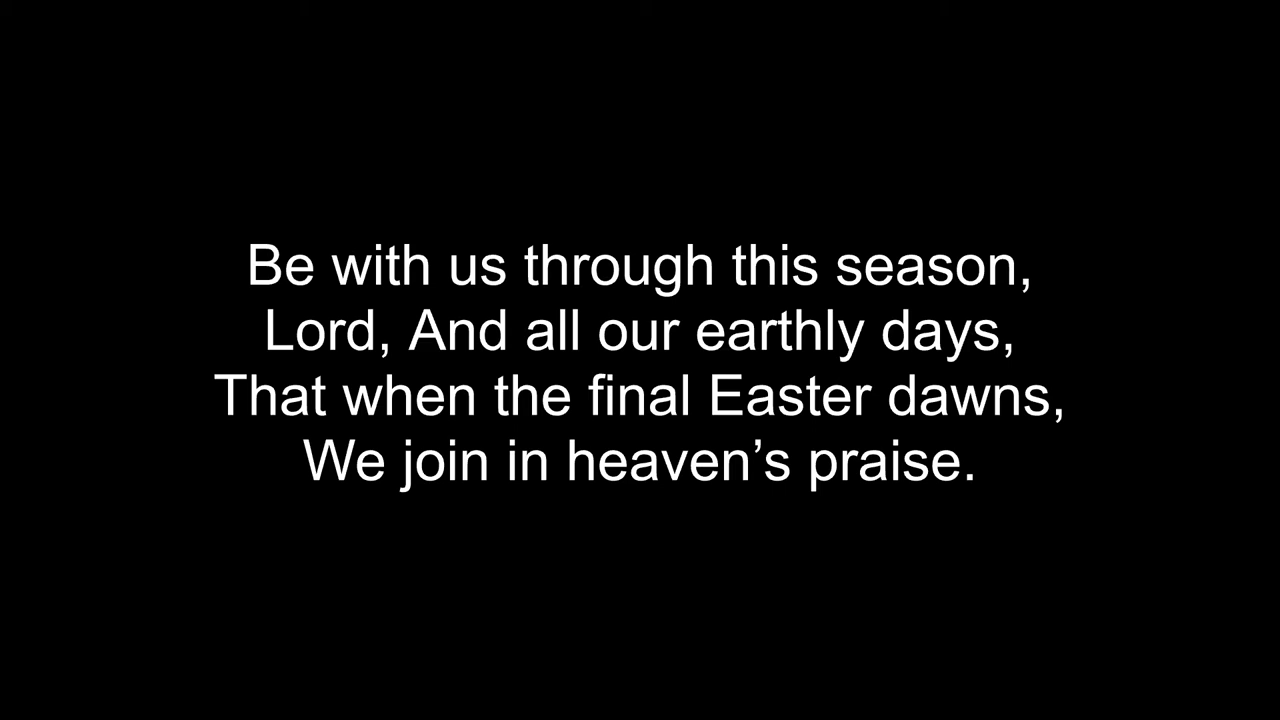 Be with us through this season,
Lord, And all our earthly days,
That when the final Easter dawns,
We join in heaven’s praise.